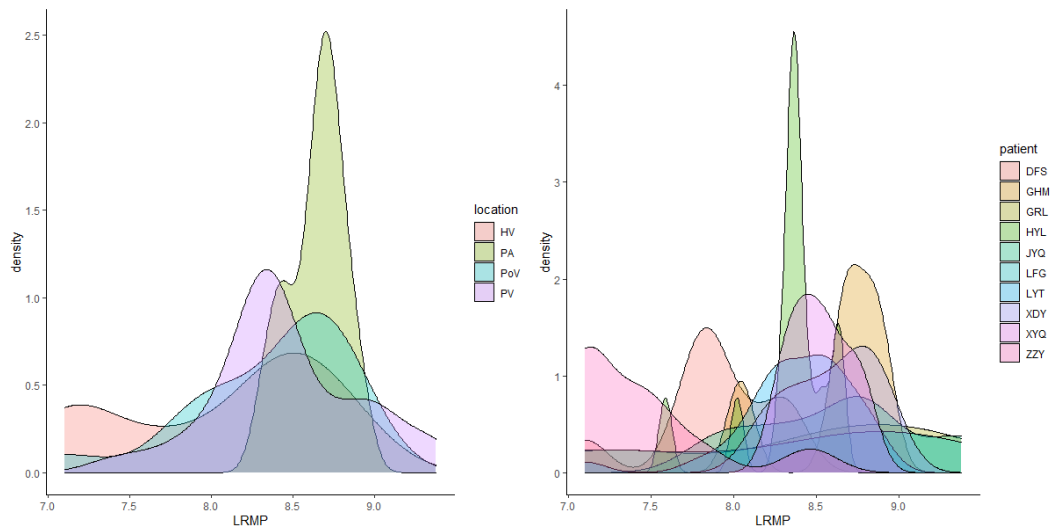 2.5
2.0
1.5
1.0
0.5
0.0
density
7.0 7.5 8.0 8.5 9.0
LRMP
location
HV
PA
PoV
PV
4
3
2
1
0
density
7.0 7.5 8.0 8.5 9.0
LRMP
patient
DFS
GHM
GRL
HYL
JYQ
LFG
LYT
XDY
XYQ
ZZY